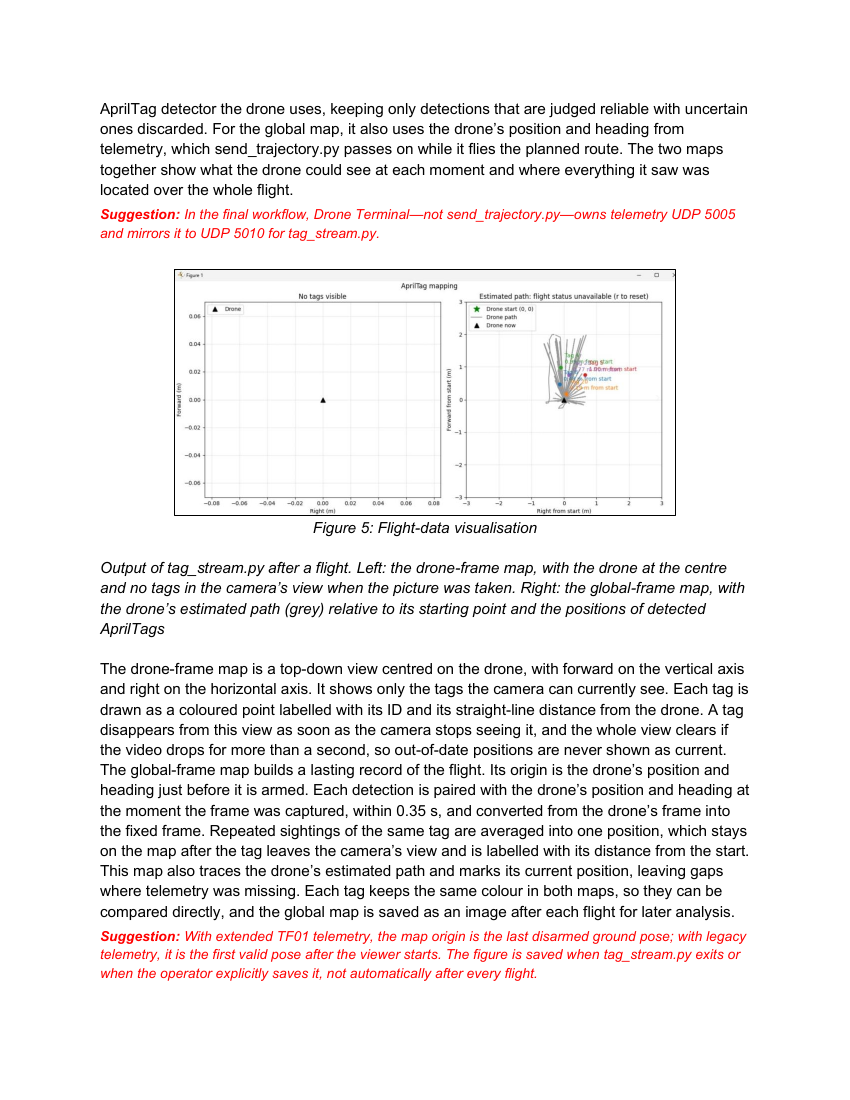 AprilTag detector the drone uses, keeping only detections that are judged reliable with uncertain
ones discarded. For the global map, it also uses the drone’s position and heading from
telemetry, which send_trajectory.py passes on while it flies the planned route. The two maps
together show what the drone could see at each moment and where everything it saw was
located over the whole flight.
Suggestion: In the final workflow, Drone Terminal—not send_trajectory.py—owns telemetry UDP 5005
and mirrors it to UDP 5010 for tag_stream.py.
Figure 1
AprilTag mapping
No tags visible
Drone
0.06
0.04
0.02
0.00
−0.02
−0.04
−0.06
Forward (m)
−0.08 −0.06 −0.04 −0.02 0.00 0.02 0.04 0.06 0.08
Right (m)
Estimated path: flight status unavailable (r to reset)
Drone start (0, 0)
Drone path
Drone now
3
2
1
0
−1
−2
−3
Forward from start (m)
1.00 m from start
−3 −2 −1 0 1 2 3
Right from start (m)
Figure 5: Flight-data visualisation
Output of tag_stream.py after a flight. Left: the drone-frame map, with the drone at the centre
and no tags in the camera’s view when the picture was taken. Right: the global-frame map, with
the drone’s estimated path (grey) relative to its starting point and the positions of detected
AprilTags
The drone-frame map is a top-down view centred on the drone, with forward on the vertical axis
and right on the horizontal axis. It shows only the tags the camera can currently see. Each tag is
drawn as a coloured point labelled with its ID and its straight-line distance from the drone. A tag
disappears from this view as soon as the camera stops seeing it, and the whole view clears if
the video drops for more than a second, so out-of-date positions are never shown as current.
The global-frame map builds a lasting record of the flight. Its origin is the drone’s position and
heading just before it is armed. Each detection is paired with the drone’s position and heading at
the moment the frame was captured, within 0.35 s, and converted from the drone’s frame into
the fixed frame. Repeated sightings of the same tag are averaged into one position, which stays
on the map after the tag leaves the camera’s view and is labelled with its distance from the start.
This map also traces the drone’s estimated path and marks its current position, leaving gaps
where telemetry was missing. Each tag keeps the same colour in both maps, so they can be
compared directly, and the global map is saved as an image after each flight for later analysis.
Suggestion: With extended TF01 telemetry, the map origin is the last disarmed ground pose; with legacy
telemetry, it is the first valid pose after the viewer starts. The figure is saved when tag_stream.py exits or
when the operator explicitly saves it, not automatically after every flight.